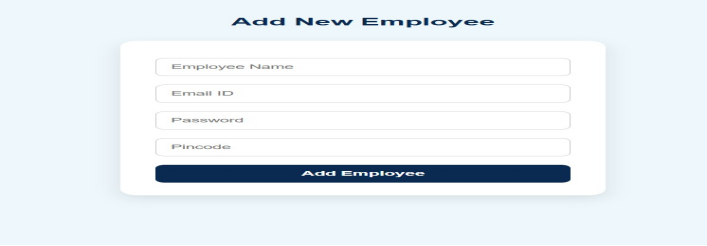 Add New Employee
Employee Name
Email ID
Password
Pincode
Add Employee